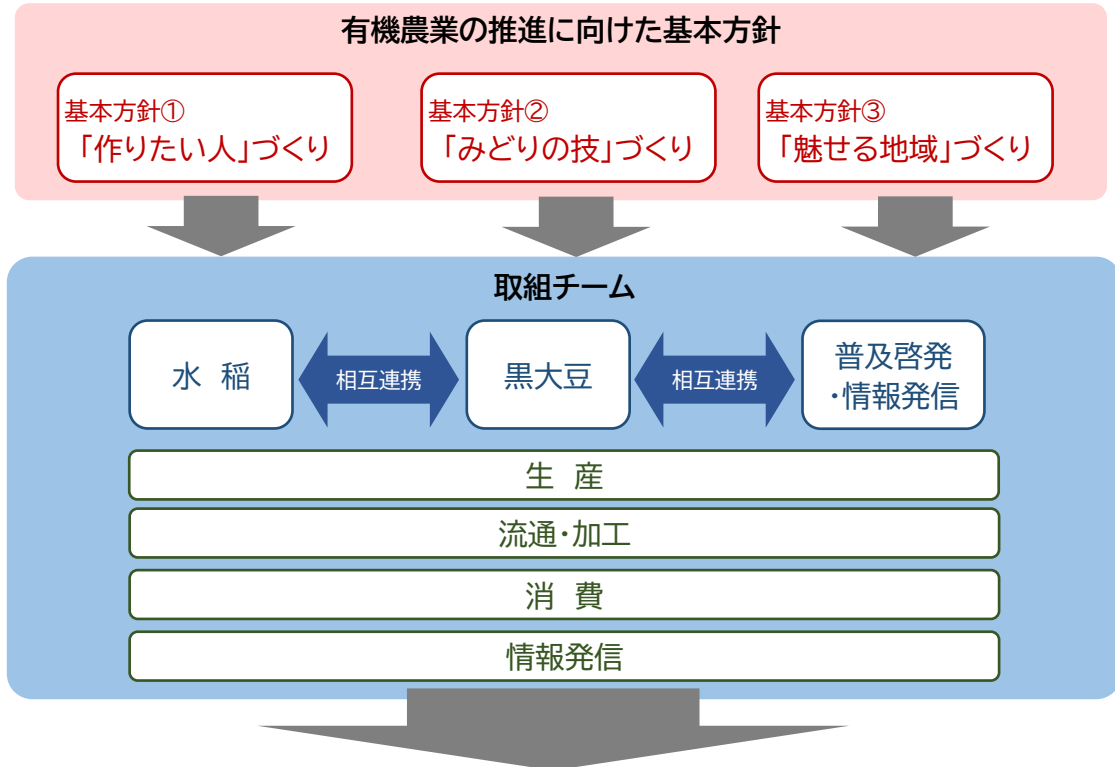 有機農業の推進に向けた基本方針
基本方針①
「作りたい人」づくり
基本方針②
「みどりの技」づくり
基本方針③
「魅せる地域」づくり
取組チーム
水 稲
相互連携
黒大豆
相互連携
普及啓発
・情報発信
生 産
流通・加工
消 費
情報発信